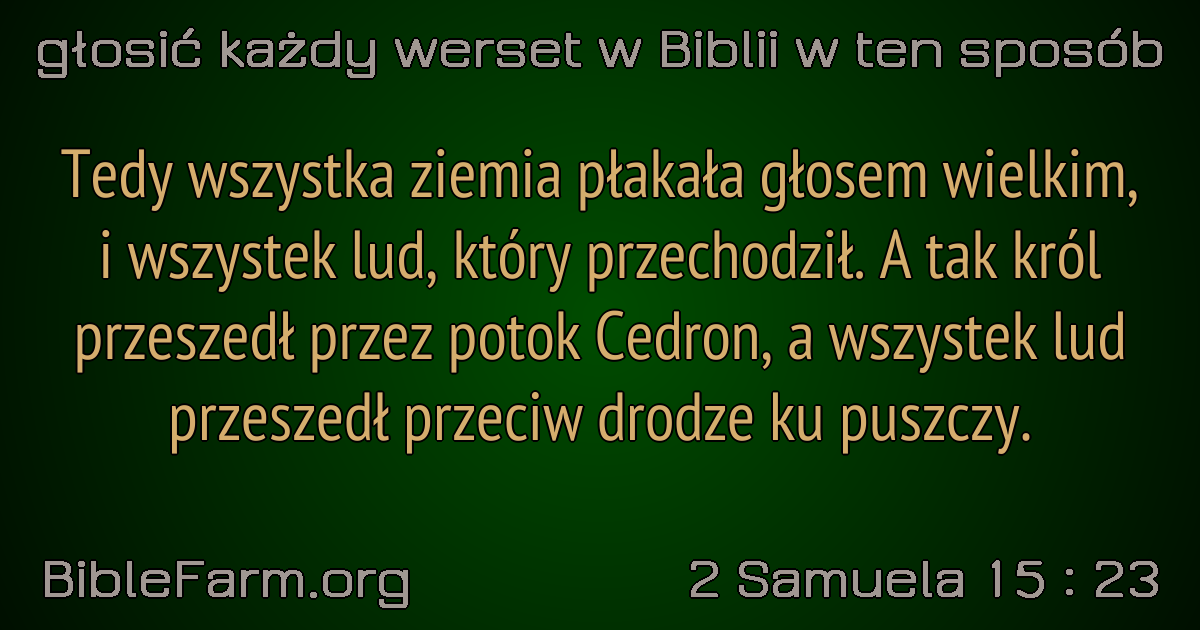 głosić każdy werset w Biblii w ten sposób
Tedy wszystka ziemia płakała głosem wielkim,
i wszystek lud, który przechodził. A tak król
przeszedł przez potok Cedron, a wszystek lud
przeszedł przeciw drodze ku puszczy.
BibleFarm.org
2 Samuela 15 : 23